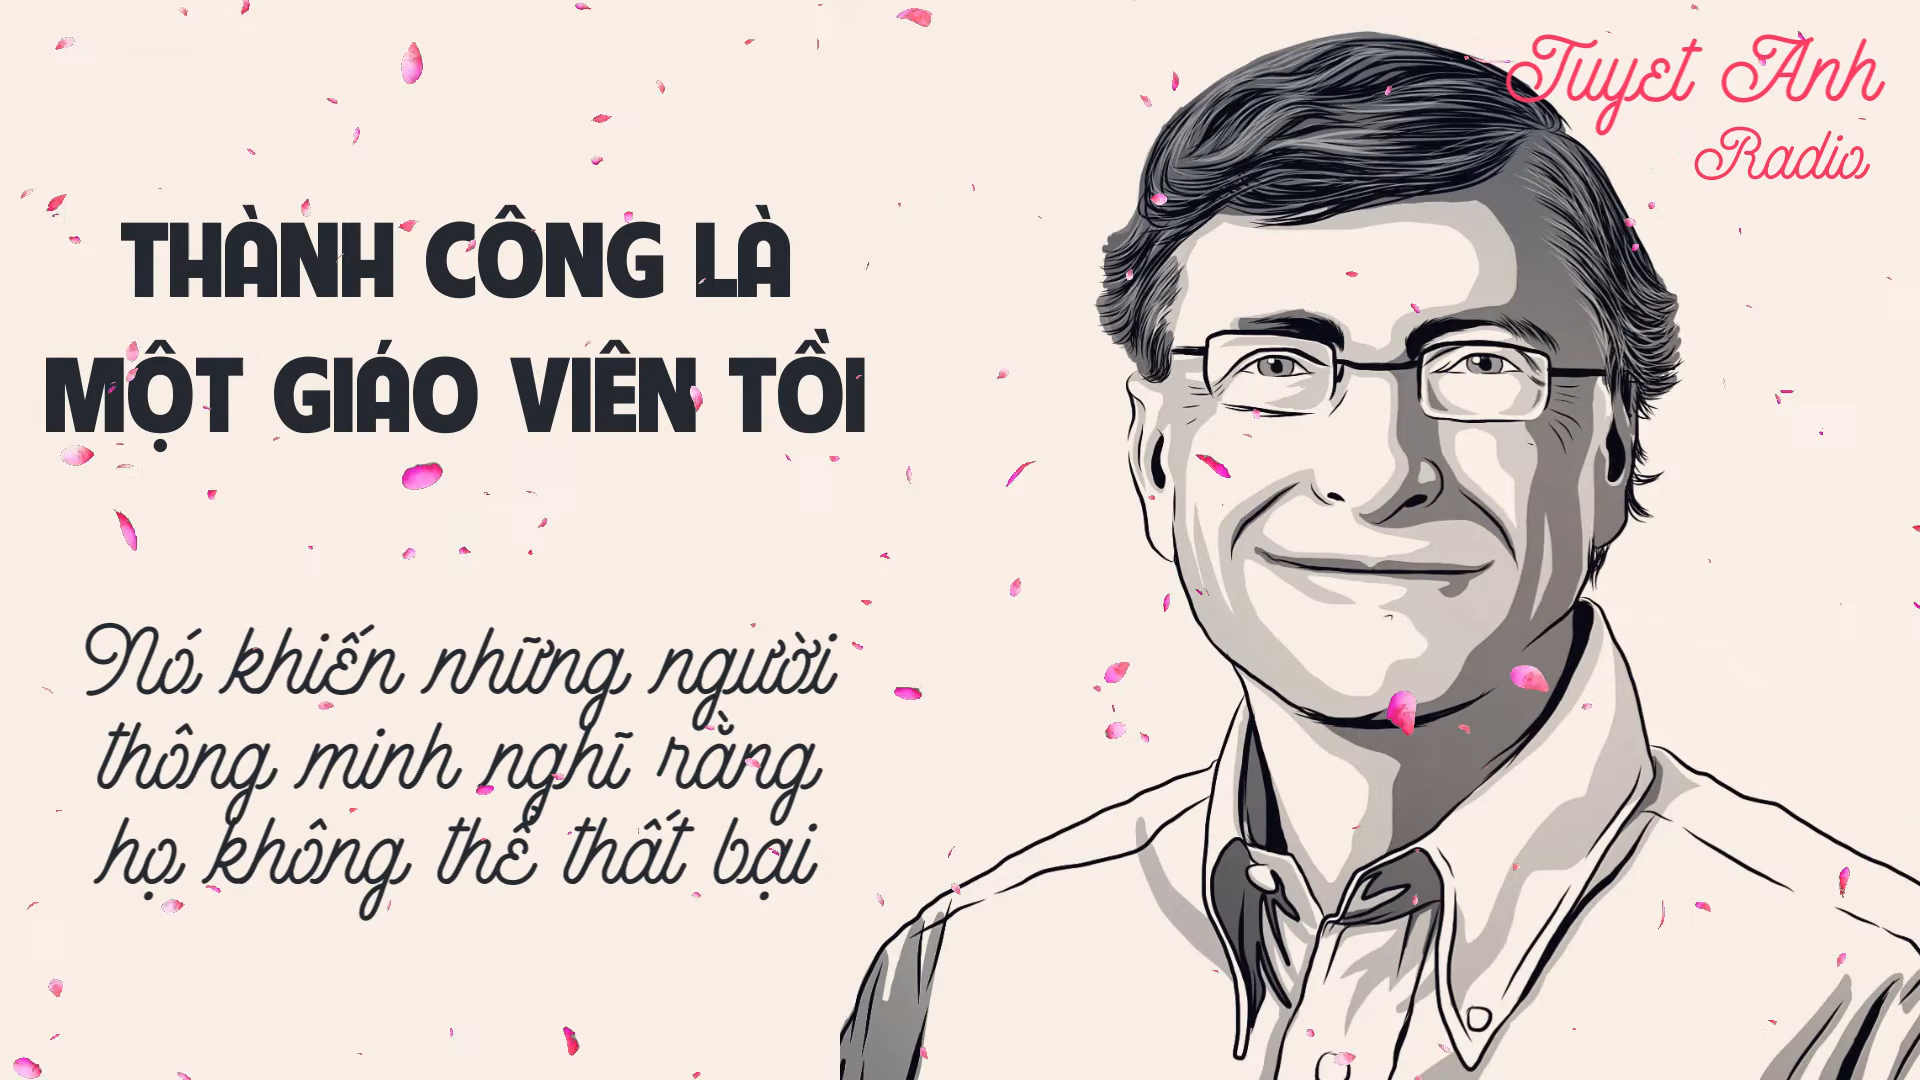 Tuyết Anh
Radio
THÀNH CÔNG LÀ
MỘT GIÁO VIÊN TỒI
Nó khiến những người
thông minh nghĩ rằng
họ không thể thất bại